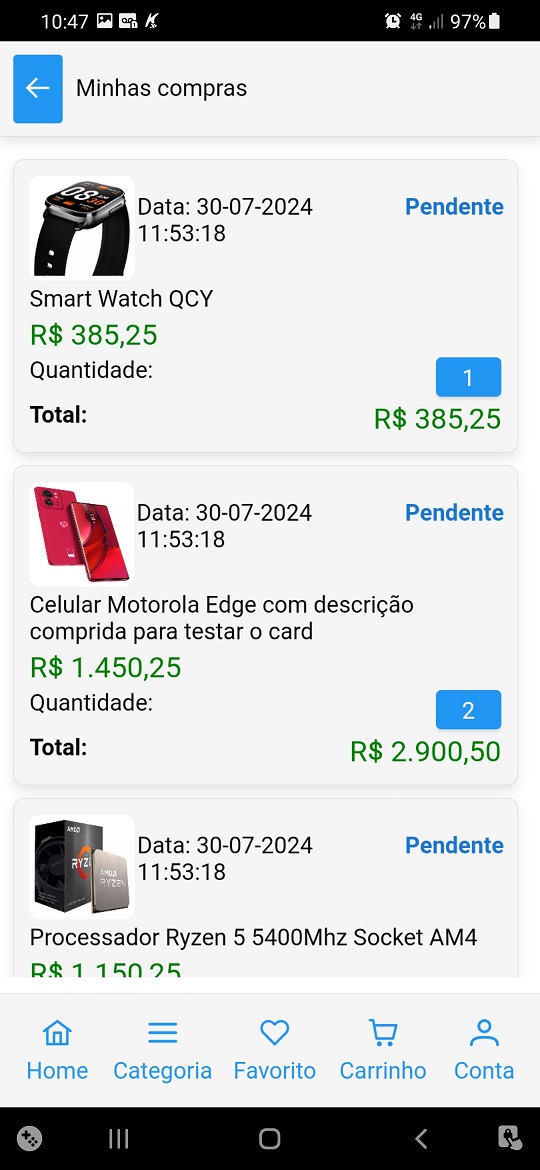 10:47 4G 97%
Minhas compras
Data: 30-07-2024 Pendente
11:53:18
Smart Watch QCY
R$ 385,25
Quantidade: 1
Total: R$ 385,25
Data: 30-07-2024 Pendente
11:53:18
Celular Motorola Edge com descrição
comprida para testar o card
R$ 1.450,25
Quantidade: 2
Total: R$ 2.900,50
Data: 30-07-2024 Pendente
11:53:18
Processador Ryzen 5 5400Mhz Socket AM4
R$ 1.150,25
Home Categoria Favorito Carrinho Conta